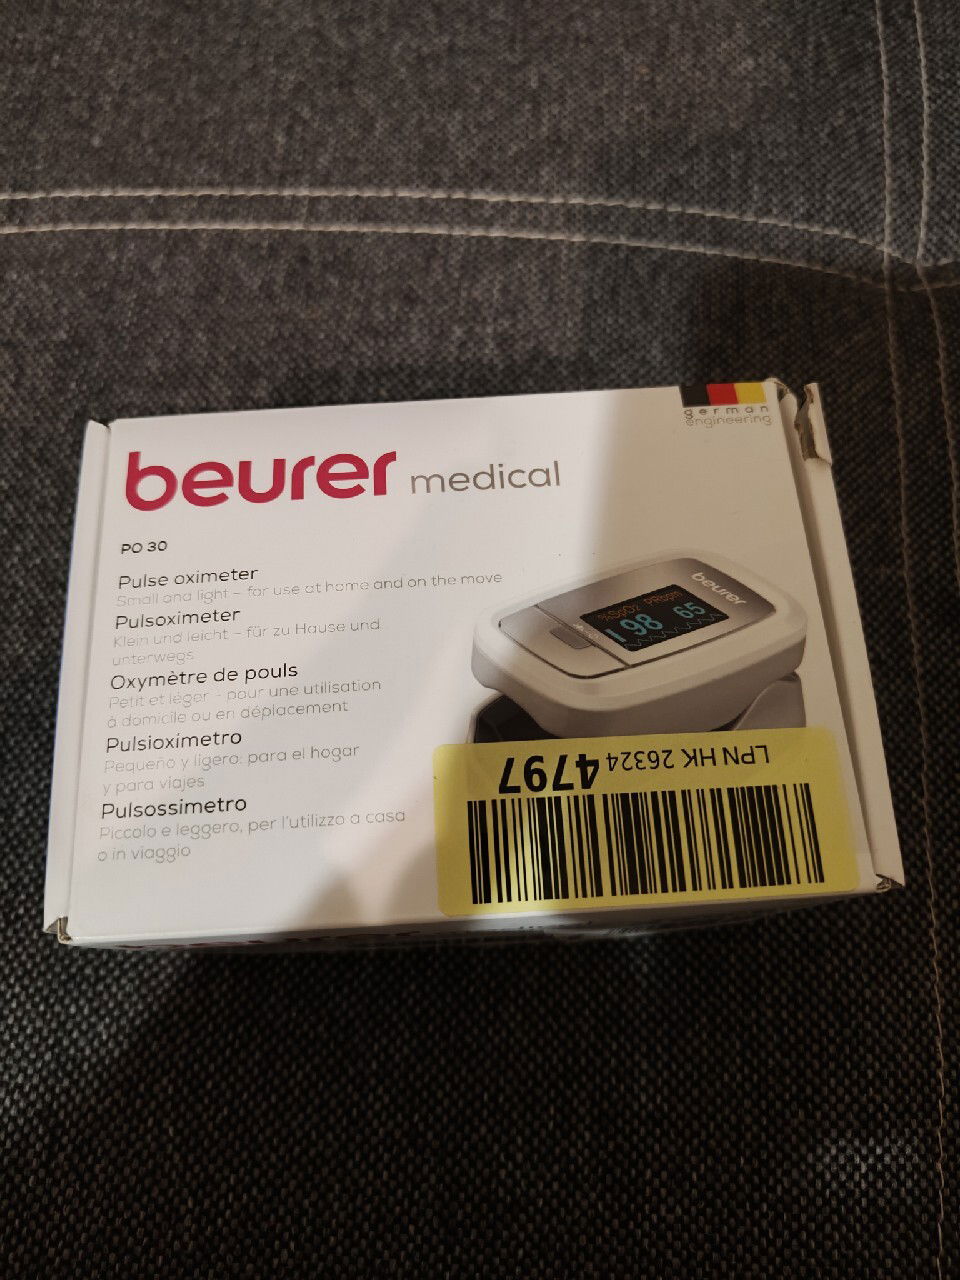 german
engineering
beurer medical
PO 30
Pulse oximeter
Small and light – for use at home and on the move
Pulsoximeter
Klein und leicht – für zu Hause und
unterwegs
Oxymètre de pouls
Petit et léger – pour une utilisation
à domicile ou en déplacement
Pulsioxímetro
Pequeño y ligero: para el hogar
y para viajes
Pulsossimetro
Piccolo e leggero, per l'utilizzo a casa
o in viaggio
beurer
%SpO2 PRbpm
98 65
LPN HK 26324 4797